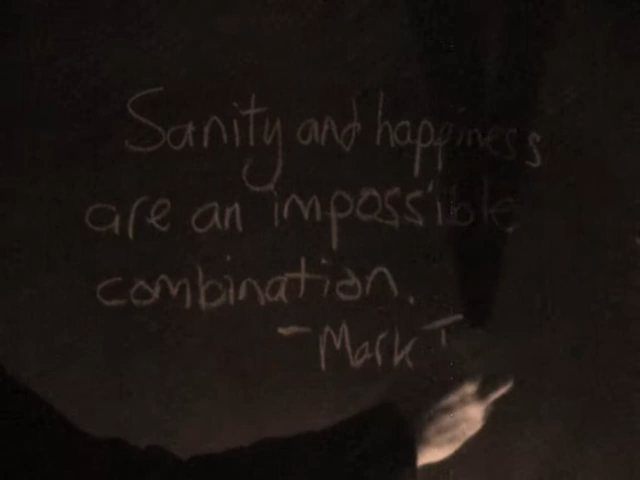 Sanity and happiness
are an impossible
combination.
- Mark T